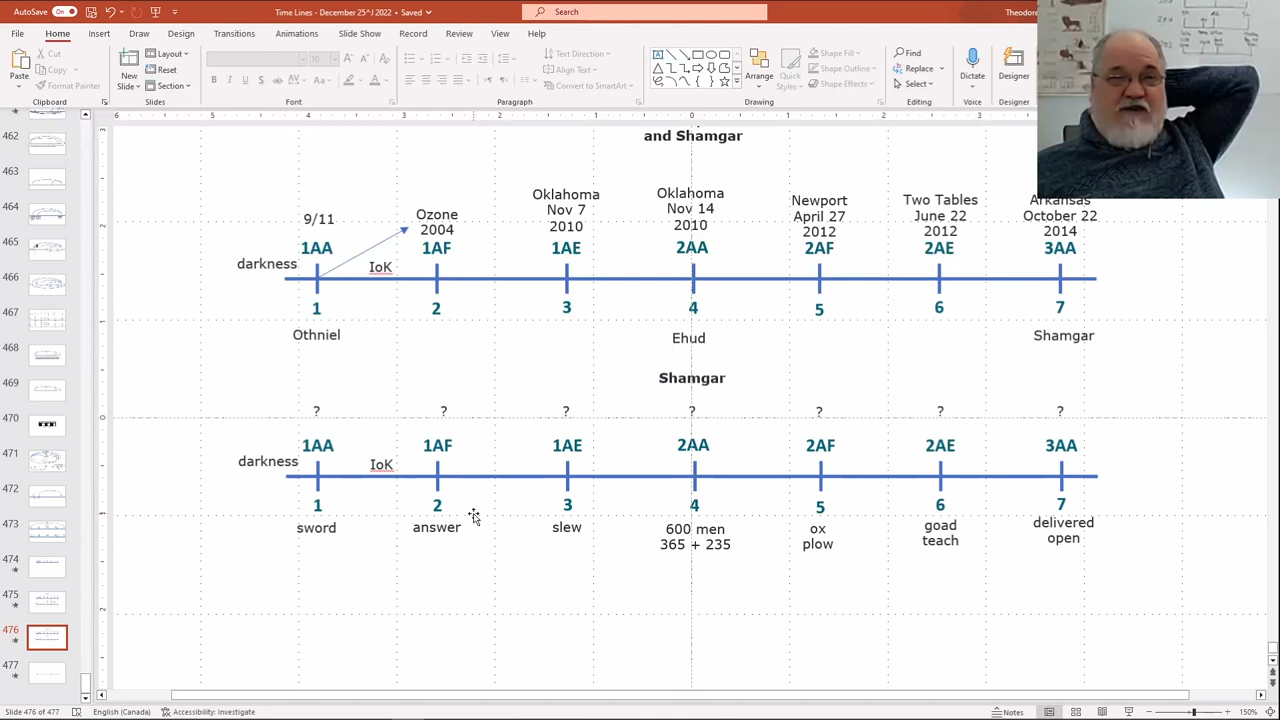 AutoSave On
Time Lines - December 25^J 2022 • Saved
Search
Theodore
File Home Insert Draw Design Transitions Animations Slide Show Record Review View Help
Cut
Copy
Format Painter
Paste
Clipboard
New
Slide
Layout
Reset
Section
Slides
B I U S
Font
Text Direction
Align Text
Convert to SmartArt
Paragraph
Arrange
Quick
Styles
Shape Fill
Shape Outline
Shape Effects
Drawing
Find
Replace
Select
Editing
Dictate
Voice
Designer
Designer
and Shamgar
9/11
Ozone
2004
Oklahoma
Nov 7
2010
Oklahoma
Nov 14
2010
Newport
April 27
2012
Two Tables
June 22
2012
Arkansas
October 22
2014
1AA 1AF 1AE 2AA 2AF 2AE 3AA
darkness IoK
1 2 3 4 5 6 7
Othniel Ehud Shamgar
Shamgar
? ? ? ? ? ? ?
1AA 1AF 1AE 2AA 2AF 2AE 3AA
darkness IoK
1 2 3 4 5 6 7
sword
answer
slew
600 men
365 + 235
ox
plow
goad
teach
delivered
open
462
463
464
465
466
467
468
469
470
471
472
473
474
475
476
477
Slide 476 of 477 English (Canada) Accessibility: Investigate Notes 150%